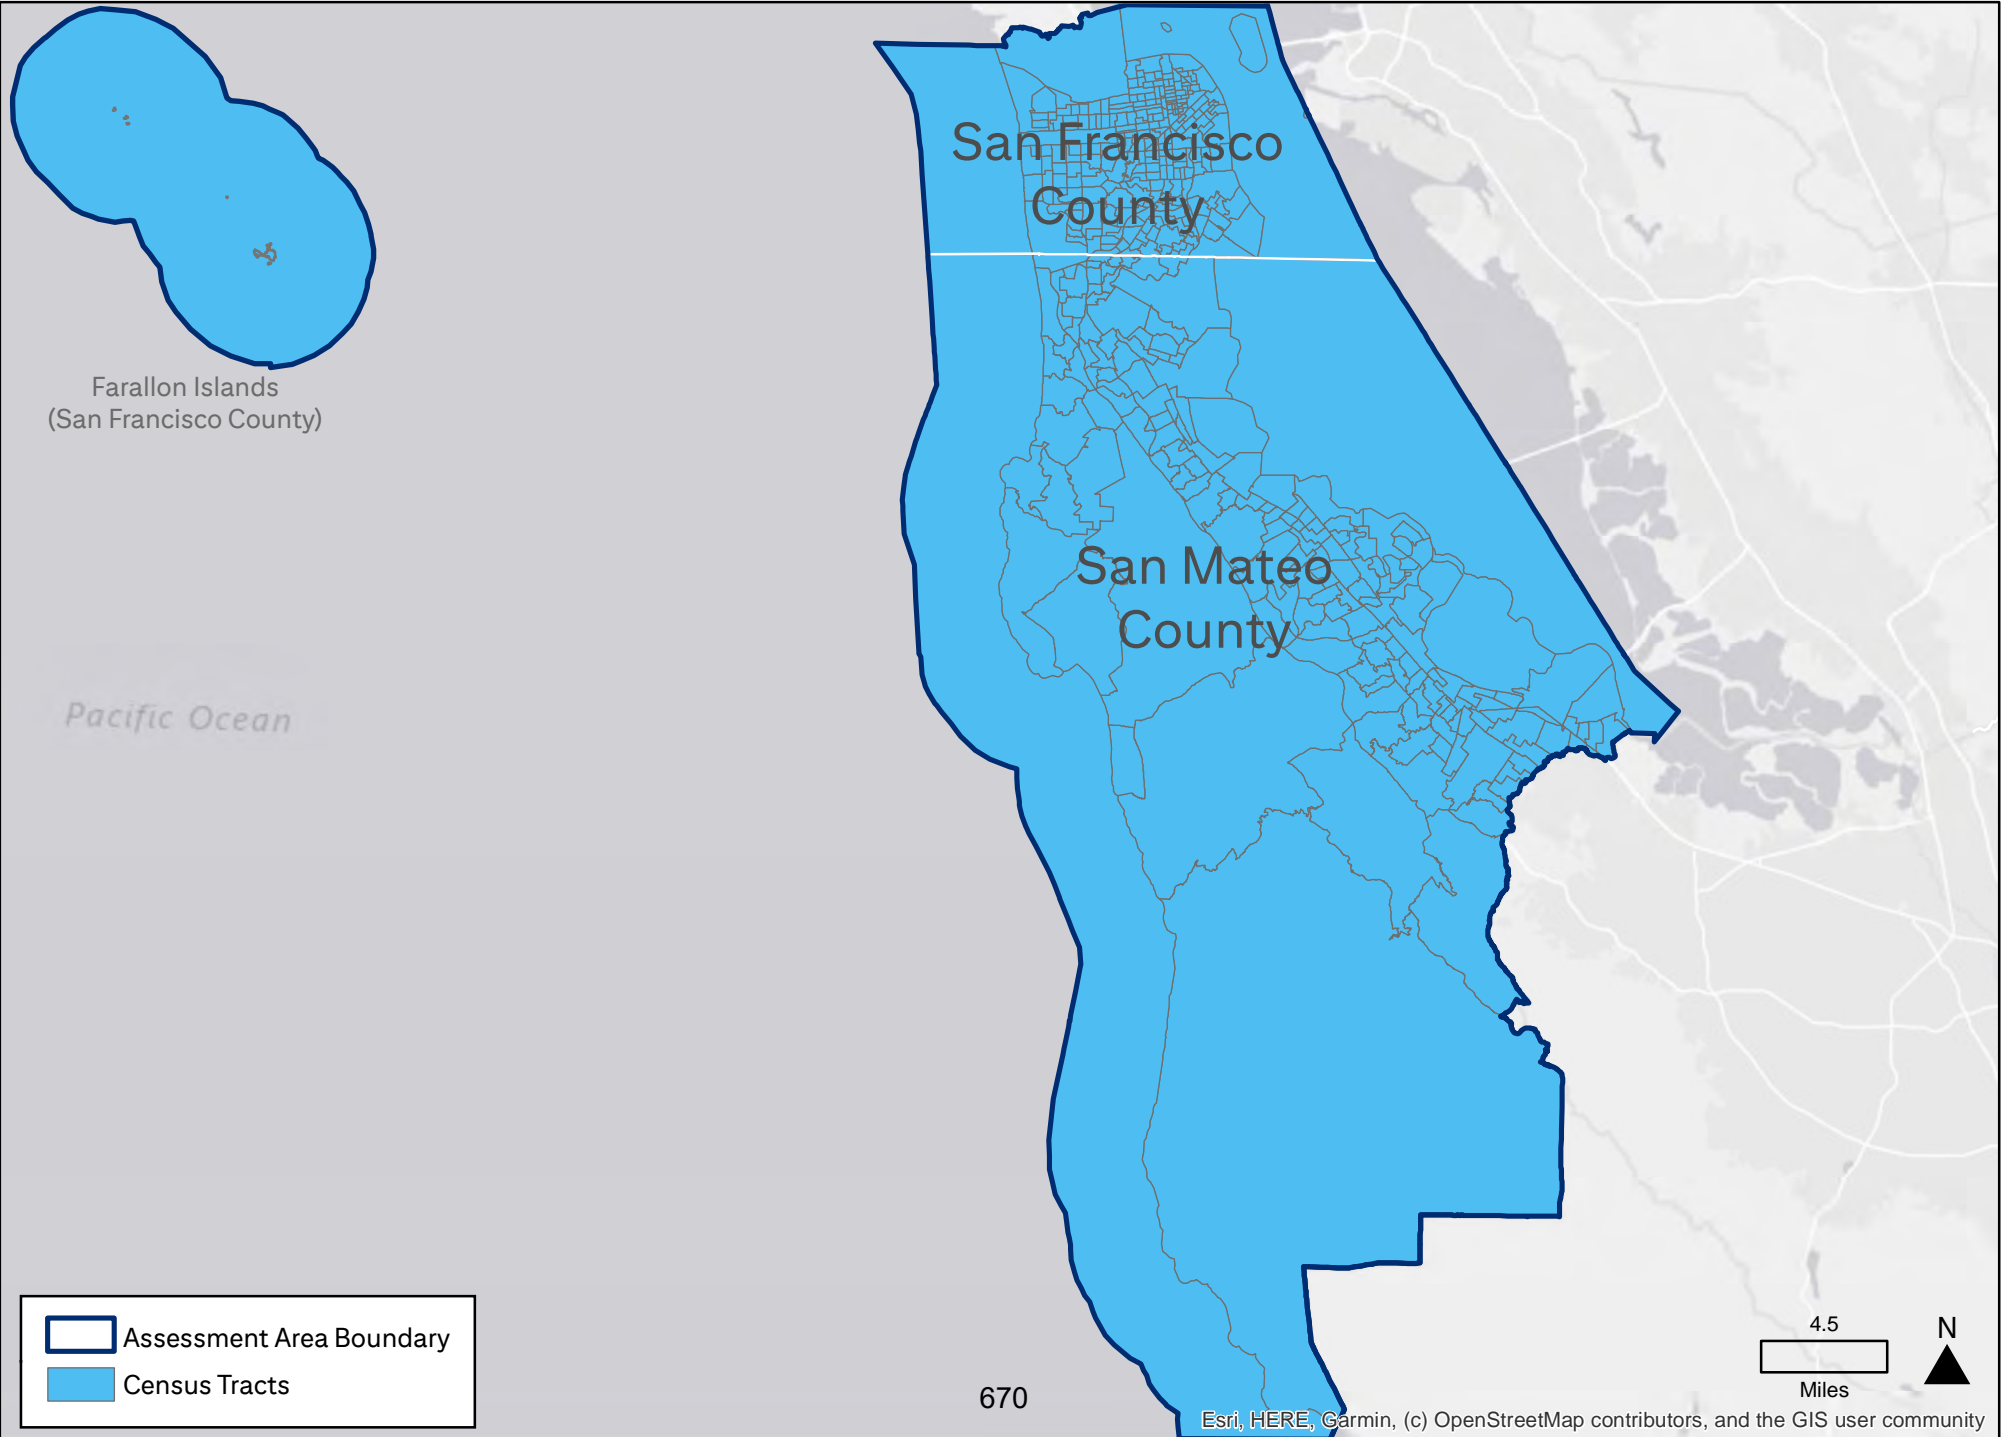 San Francisco
County
Farallon Islands
(San Francisco County)
San Mateo
County
Pacific Ocean
Assessment Area Boundary
Census Tracts
670
4.5
Miles
N
Esri, HERE, Garmin, (c) OpenStreetMap contributors, and the GIS user community